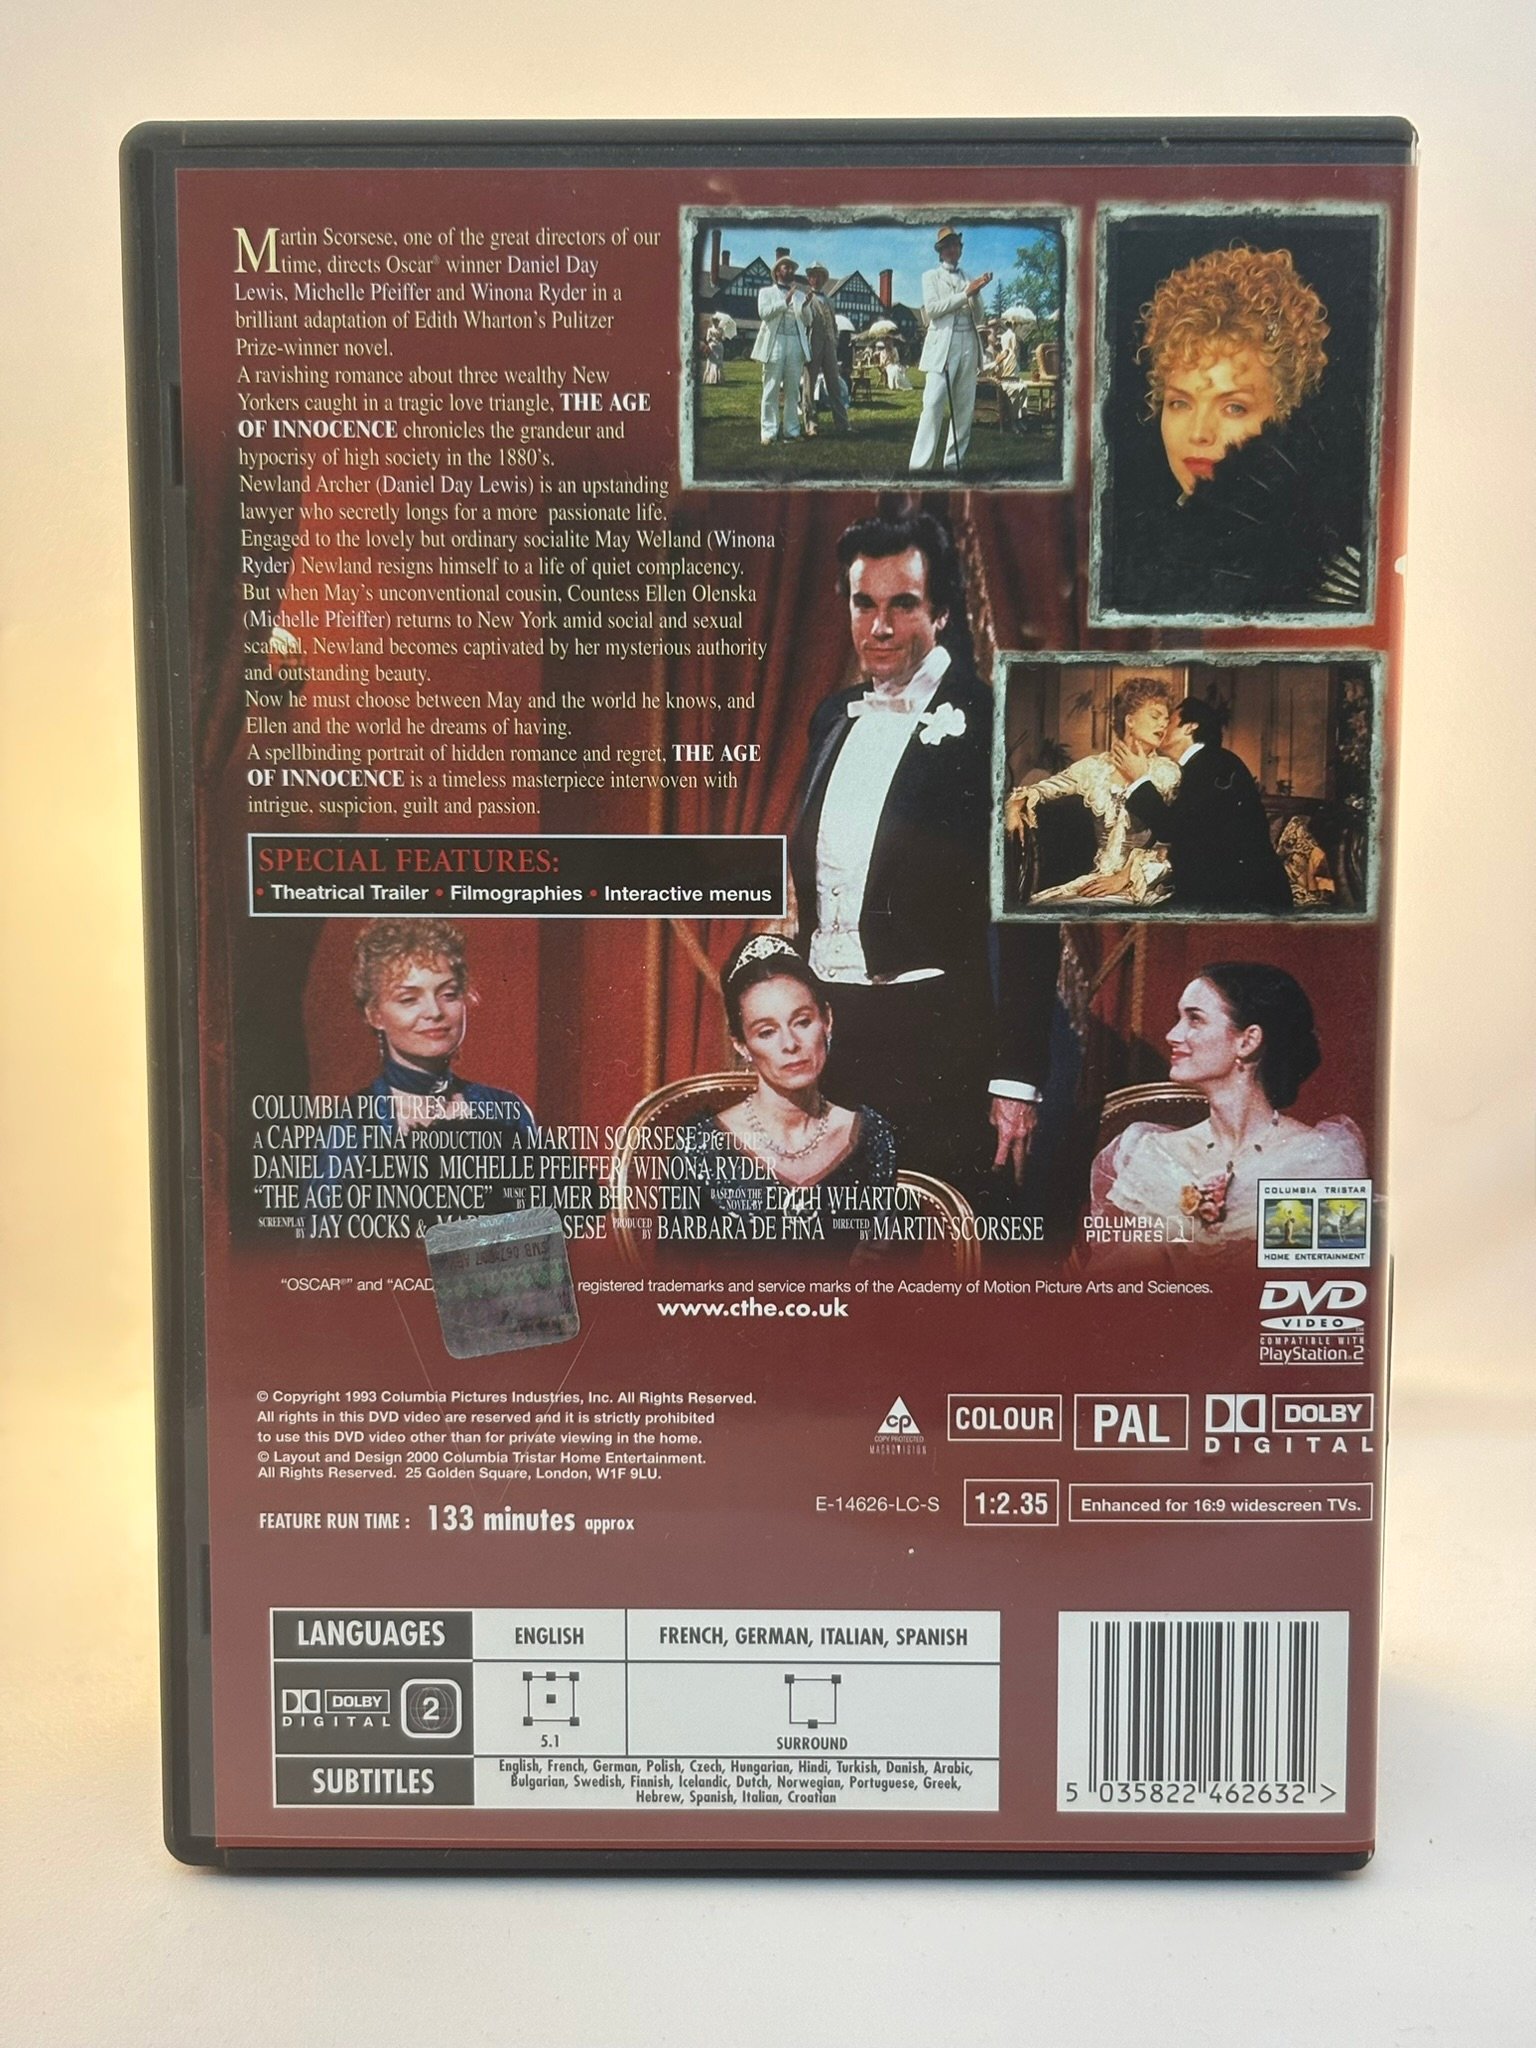 Martin Scorsese, one of the great directors of our
time, directs Oscar® winner Daniel Day
Lewis, Michelle Pfeiffer and Winona Ryder in a
brilliant adaptation of Edith Wharton's Pulitzer
Prize-winner novel.
A ravishing romance about three wealthy New
Yorkers caught in a tragic love triangle, THE AGE
OF INNOCENCE chronicles the grandeur and
hypocrisy of high society in the 1880's.
Newland Archer (Daniel Day Lewis) is an upstanding
lawyer who secretly longs for a more passionate life.
Engaged to the lovely but ordinary socialite May Welland (Winona
Ryder) Newland resigns himself to a life of quiet complacency.
But when May's unconventional cousin, Countess Ellen Olenska
(Michelle Pfeiffer) returns to New York amid social and sexual
scandal, Newland becomes captivated by her mysterious authority
and outstanding beauty.
Now he must choose between May and the world he knows, and
Ellen and the world he dreams of having.
A spellbinding portrait of hidden romance and regret, THE AGE
OF INNOCENCE is a timeless masterpiece interwoven with
intrigue, suspicion, guilt and passion.
SPECIAL FEATURES:
• Theatrical Trailer • Filmographies • Interactive menus
COLUMBIA PICTURES PRESENTS
A CAPPA/DE FINA PRODUCTION A MARTIN SCORSESE PICTURE
DANIEL DAY-LEWIS MICHELLE PFEIFFER WINONA RYDER
"THE AGE OF INNOCENCE" MUSIC BY ELMER BERNSTEIN BASED ON THE NOVEL BY EDITH WHARTON
SCREENPLAY BY JAY COCKS & PRODUCED BY BARBARA DE FINA DIRECTED BY MARTIN SCORSESE
COLUMBIA
PICTURES
COLUMBIA TRISTAR
HOME ENTERTAINMENT
"OSCAR®" and registered trademarks and service marks of the Academy of Motion Picture Arts and Sciences.
www.cthe.co.uk
DVD
VIDEO
COMPATIBLE WITH
PlayStation.2
© Copyright 1993 Columbia Pictures Industries, Inc. All Rights Reserved.
All rights in this DVD video are reserved and it is strictly prohibited
to use this DVD video other than for private viewing in the home.
© Layout and Design 2000 Columbia Tristar Home Entertainment.
All Rights Reserved. 25 Golden Square, London, W1F 9LU.
cp
COPY PROTECTED
MACROVISION
COLOUR
PAL
DOLBY
DIGITAL
E-14626-LC-S
1:2.35
Enhanced for 16:9 widescreen TVs.
FEATURE RUN TIME : 133 minutes approx
LANGUAGES
ENGLISH
FRENCH, GERMAN, ITALIAN, SPANISH
DOLBY
DIGITAL
2
5.1
SURROUND
SUBTITLES
English, French, German, Polish, Czech, Hungarian, Hindi, Turkish, Danish, Arabic,
Bulgarian, Swedish, Finnish, Icelandic, Dutch, Norwegian, Portuguese, Greek,
Hebrew, Spanish, Italian, Croatian
5 035822 462632 >